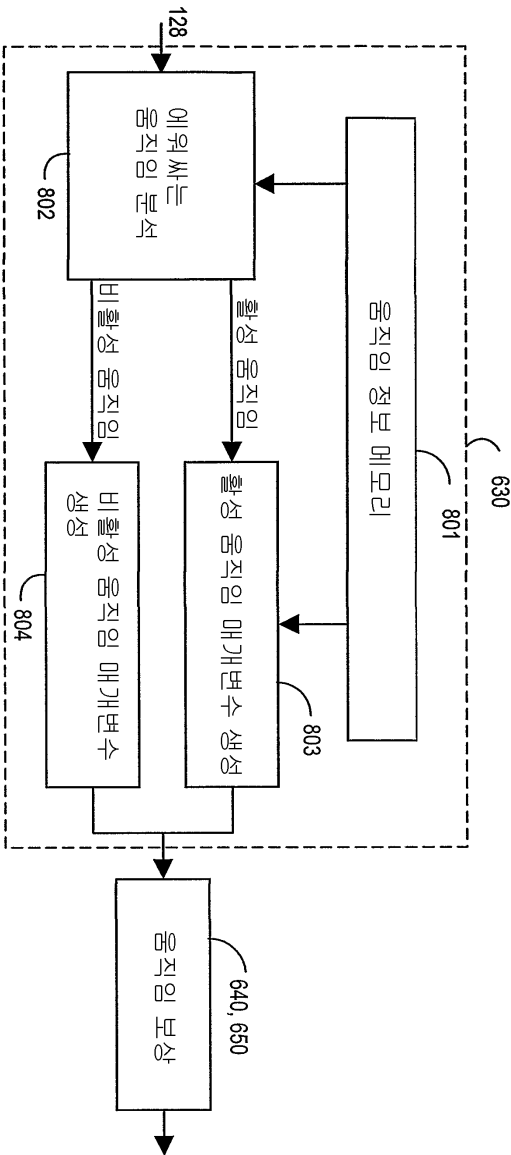 630
움직임 정보 메모리
801
128
에워싸는
움직임 분석
802
활성 움직임
비활성 움직임
활성 움직임 매개변수 생성
803
비활성 움직임 매개변수
생성
804
움직임 보상
640, 650